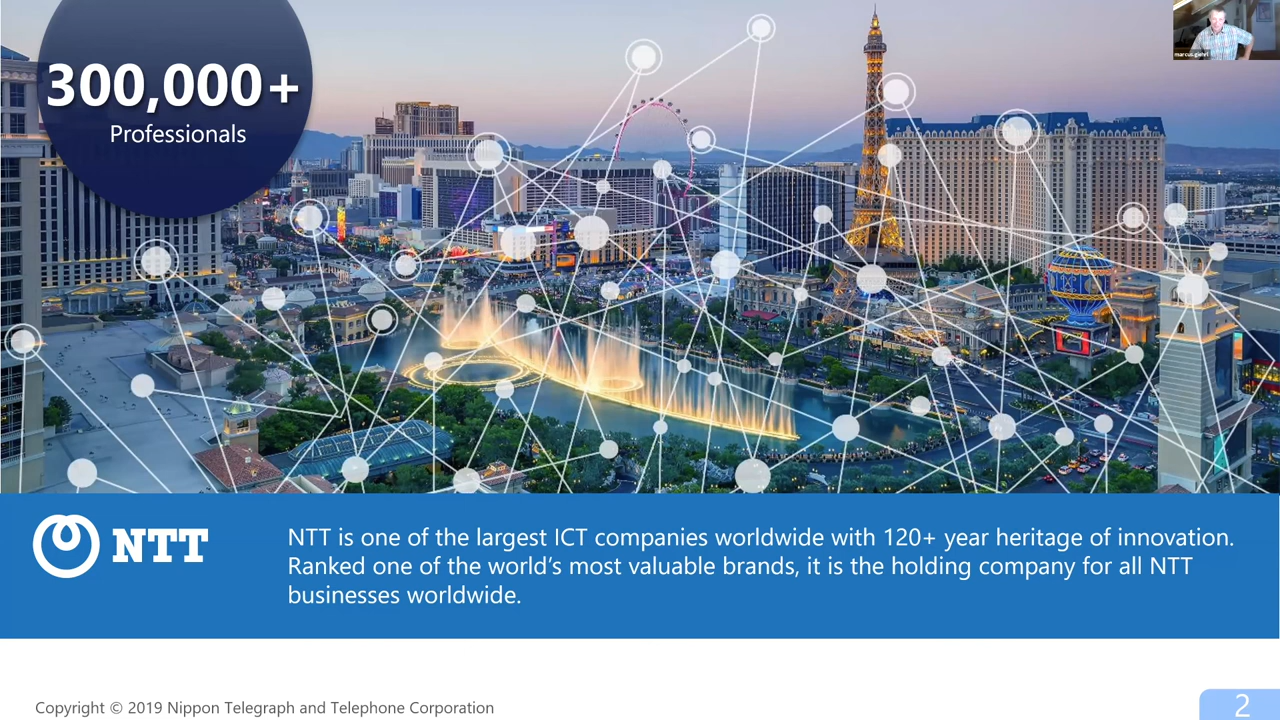 300,000+
Professionals
marcus.giehrl
NTT
NTT is one of the largest ICT companies worldwide with 120+ year heritage of innovation.
Ranked one of the world's most valuable brands, it is the holding company for all NTT
businesses worldwide.
Copyright © 2019 Nippon Telegraph and Telephone Corporation
2